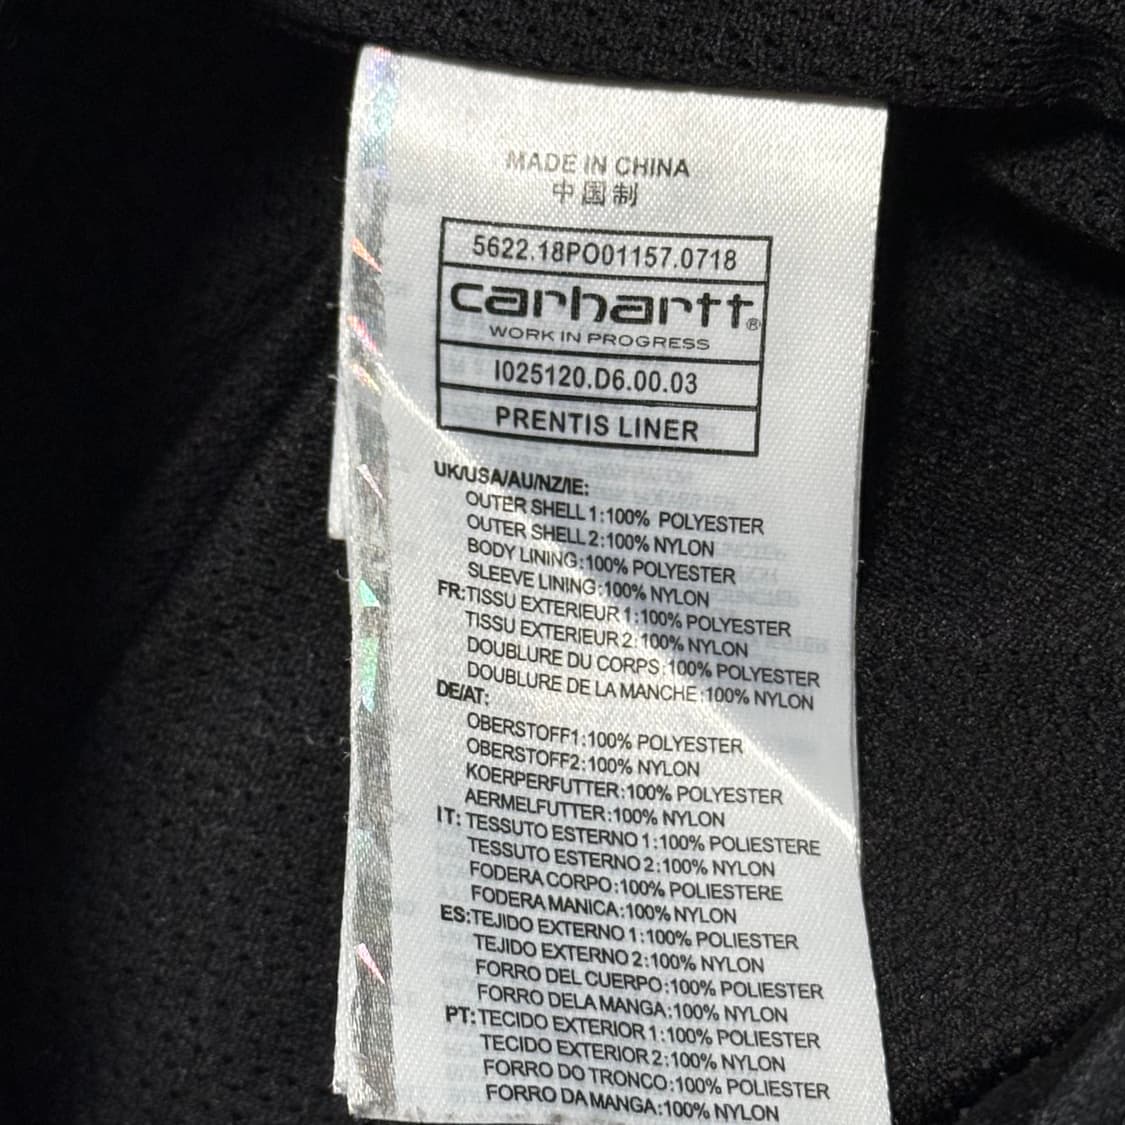 MADE IN CHINA
中国制
5622.18PO01157.0718
carhartt®
WORK IN PROGRESS
I025120.D6.00.03
PRENTIS LINER
UK/USA/AU/NZ/IE:
OUTER SHELL 1:100% POLYESTER
OUTER SHELL 2:100% NYLON
BODY LINING:100% POLYESTER
SLEEVE LINING:100% NYLON
FR:TISSU EXTERIEUR 1:100% POLYESTER
TISSU EXTERIEUR 2:100% NYLON
DOUBLURE DU CORPS:100% POLYESTER
DOUBLURE DE LA MANCHE:100% NYLON
DE/AT:
OBERSTOFF1:100% POLYESTER
OBERSTOFF2:100% NYLON
KOERPERFUTTER:100% POLYESTER
AERMELFUTTER:100% NYLON
IT: TESSUTO ESTERNO 1:100% POLIESTERE
TESSUTO ESTERNO 2:100% NYLON
FODERA CORPO:100% POLIESTERE
FODERA MANICA:100% NYLON
ES:TEJIDO EXTERNO 1:100% POLIESTER
TEJIDO EXTERNO 2:100% NYLON
FORRO DEL CUERPO:100% POLIESTER
FORRO DELA MANGA:100% NYLON
PT:TECIDO EXTERIOR 1:100% POLIESTER
TECIDO EXTERIOR 2:100% NYLON
FORRO DO TRONCO:100% POLIESTER
FORRO DA MANGA:100% NYLON